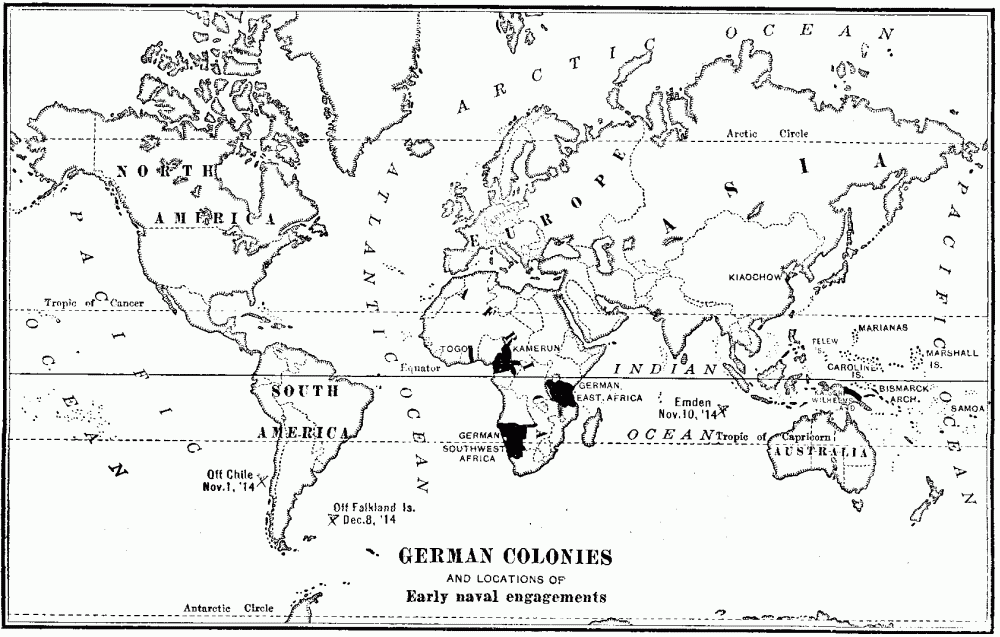 ARCTIC OCEAN
Arctic Circle
NORTH
AMERICA
ATLANTIC
OCEAN
EUROPE
ASIA
PACIFIC
OCEAN
PACIFIC
OCEAN
KIAOCHOW
Tropic of Cancer
AFRICA
TOGO
KAMERUN
MARIANAS
PELEW
IS.
CAROLINE
IS.
MARSHALL
IS.
Equator
INDIAN
OCEAN
SOUTH
AMERICA
GERMAN
EAST AFRICA
Emden
Nov.10, '14
KAISER
WILHELMS
LAND
BISMARCK
ARCH.
SAMOA
GERMAN
SOUTHWEST
AFRICA
Tropic of Capricorn
AUSTRALIA
Off Chile
Nov.1, '14
Off Falkland Is.
Dec.8, '14
GERMAN COLONIES
AND LOCATIONS OF
Early naval engagements
Antarctic Circle